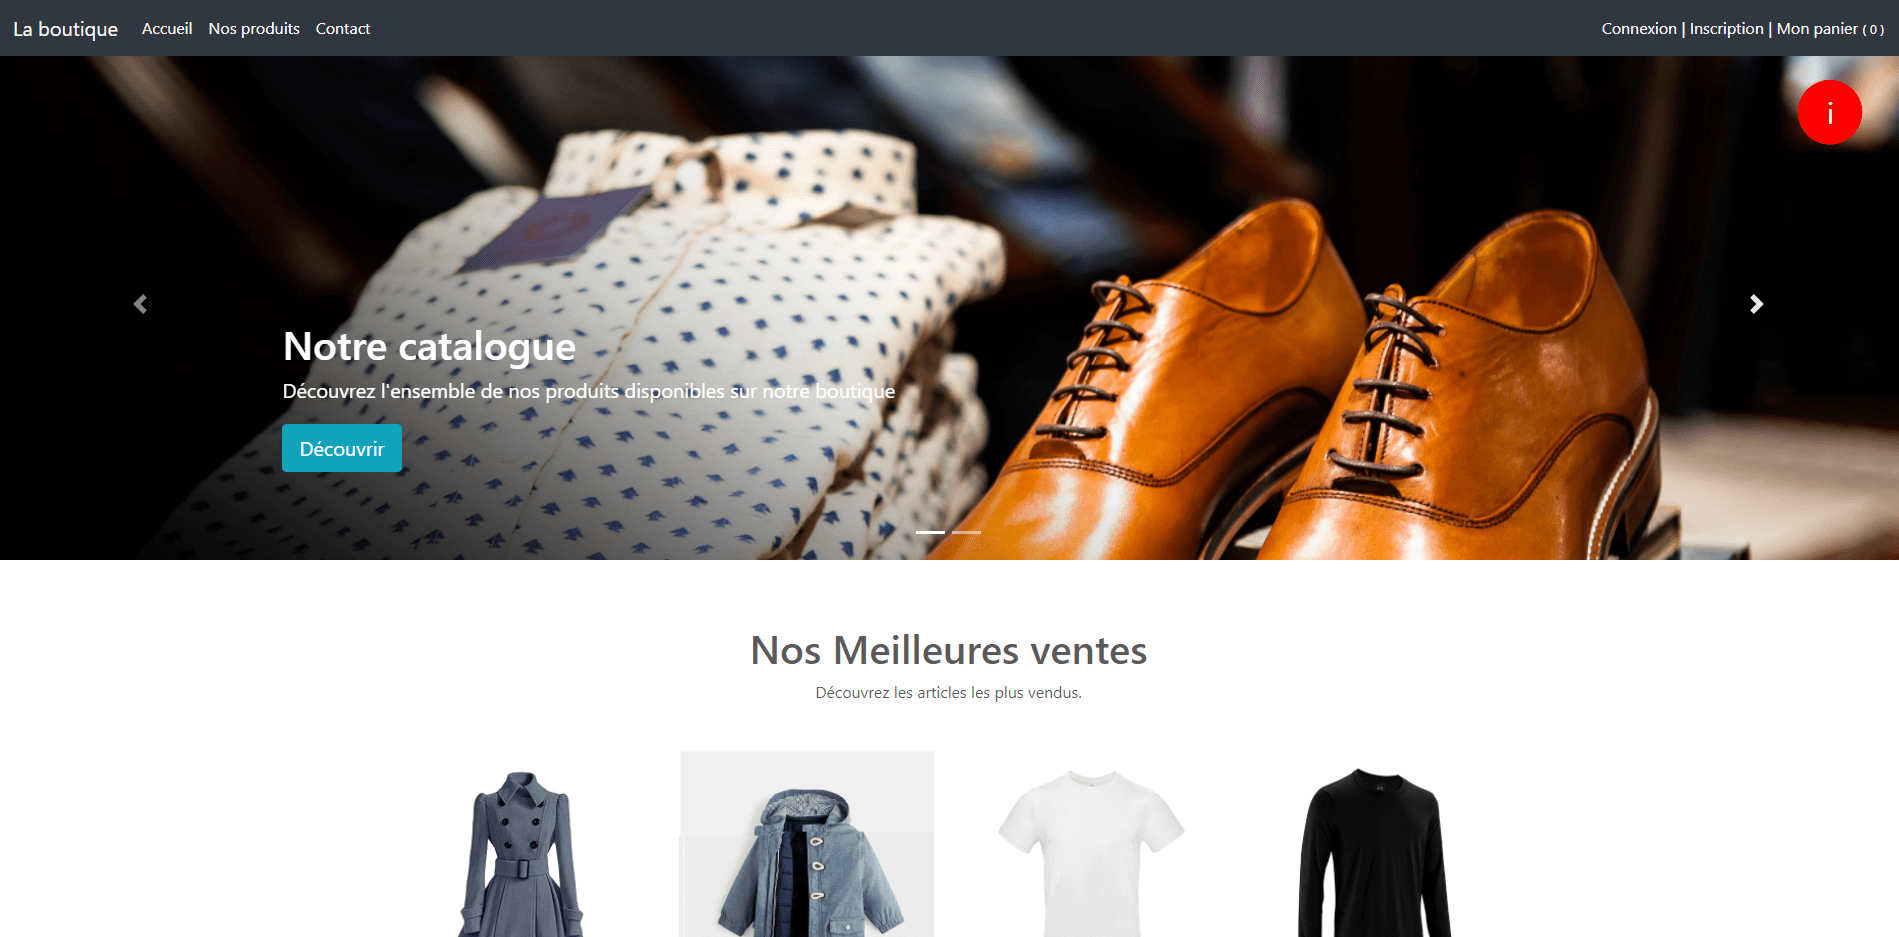 La boutique Accueil Nos produits Contact Connexion | Inscription | Mon panier ( 0 )
i
Notre catalogue
Découvrez l'ensemble de nos produits disponibles sur notre boutique
Découvrir
Nos Meilleures ventes
Découvrez les articles les plus vendus.